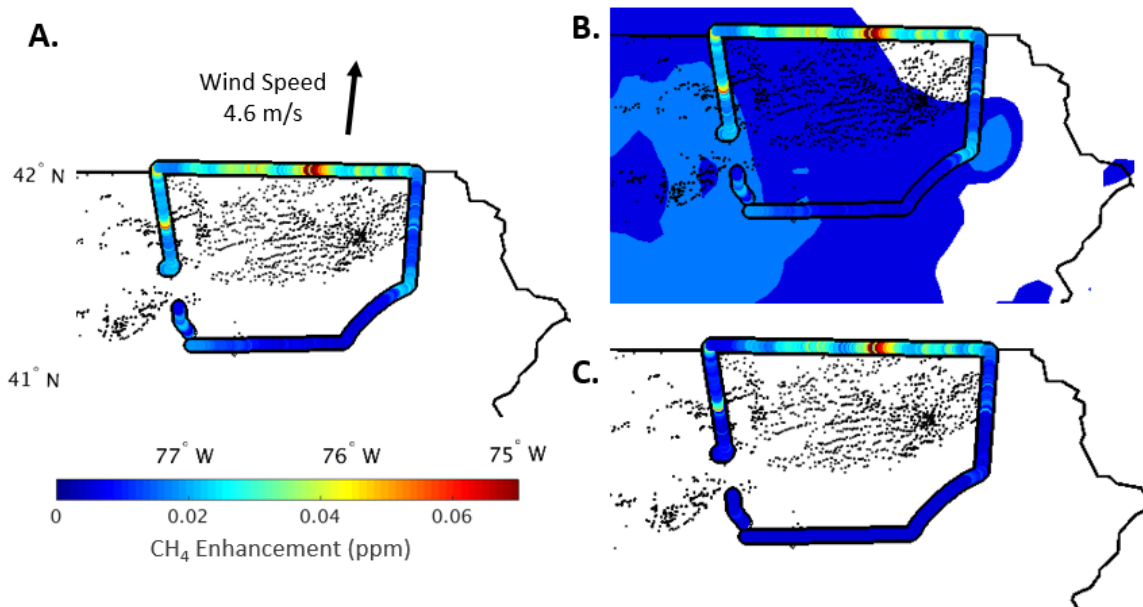 A.
Wind Speed
4.6 m/s
42° N
41° N
77° W
76° W
75° W
0
0.02
0.04
0.06
CH₄ Enhancement (ppm)
B.
C.